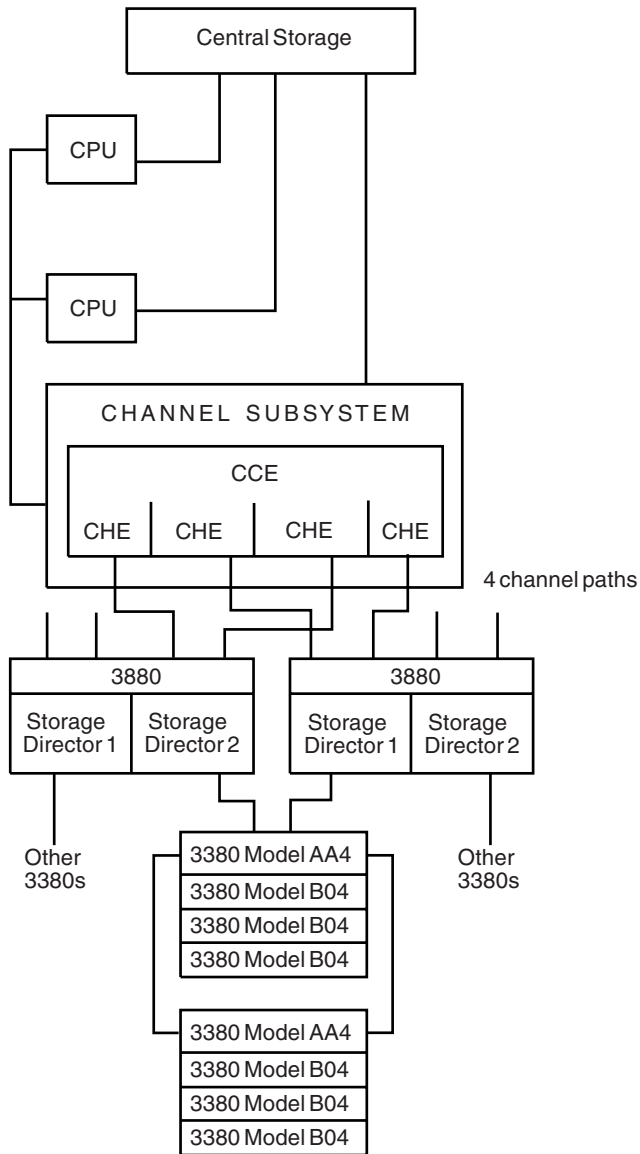 Central Storage
CPU
CPU
CHANNEL SUBSYSTEM
CCE
CHE CHE CHE CHE
4 channel paths
3880 3880
Storage Storage Storage Storage
Director 1 Director 2 Director 1 Director 2
Other Other
3380s 3380s
3380 Model AA4
3380 Model B04
3380 Model B04
3380 Model B04
3380 Model AA4
3380 Model B04
3380 Model B04
3380 Model B04